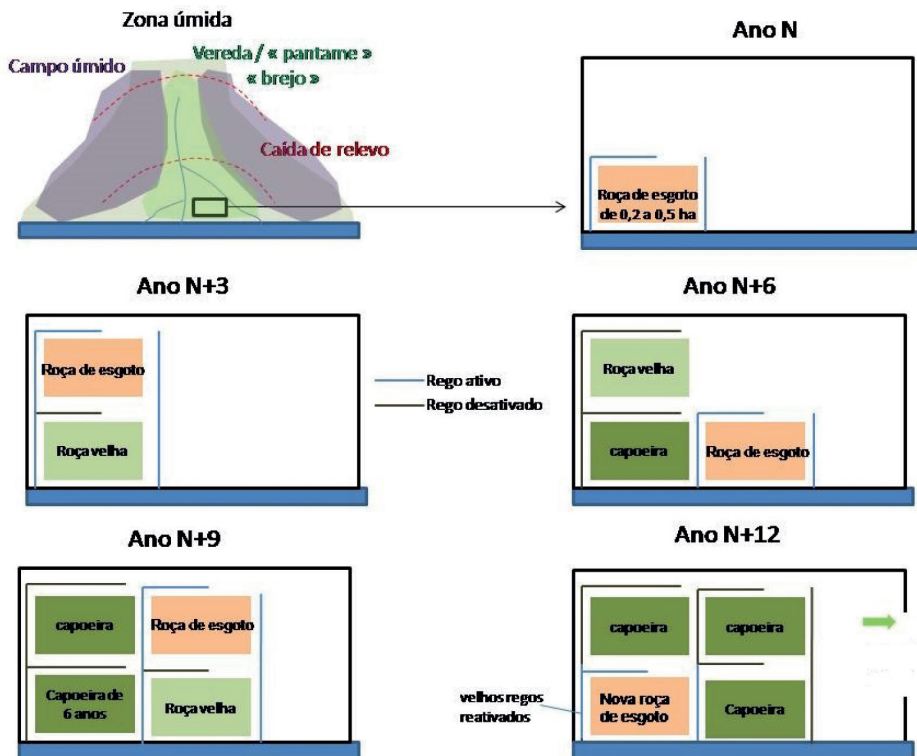 Zona úmida
Campo úmido
Vereda / « pantame »
« brejo »
Caída de relevo
Ano N
Roça de esgoto
de 0,2 a 0,5 ha
Ano N+3
Roça de esgoto
Roça velha
Rego ativo
Rego desativado
Ano N+6
Roça velha
capoeira
Roça de esgoto
Ano N+9
capoeira
Roça de esgoto
Capoeira de
6 anos
Roça velha
Ano N+12
capoeira
capoeira
velhos regos
reativados
Nova roça
de esgoto
Capoeira